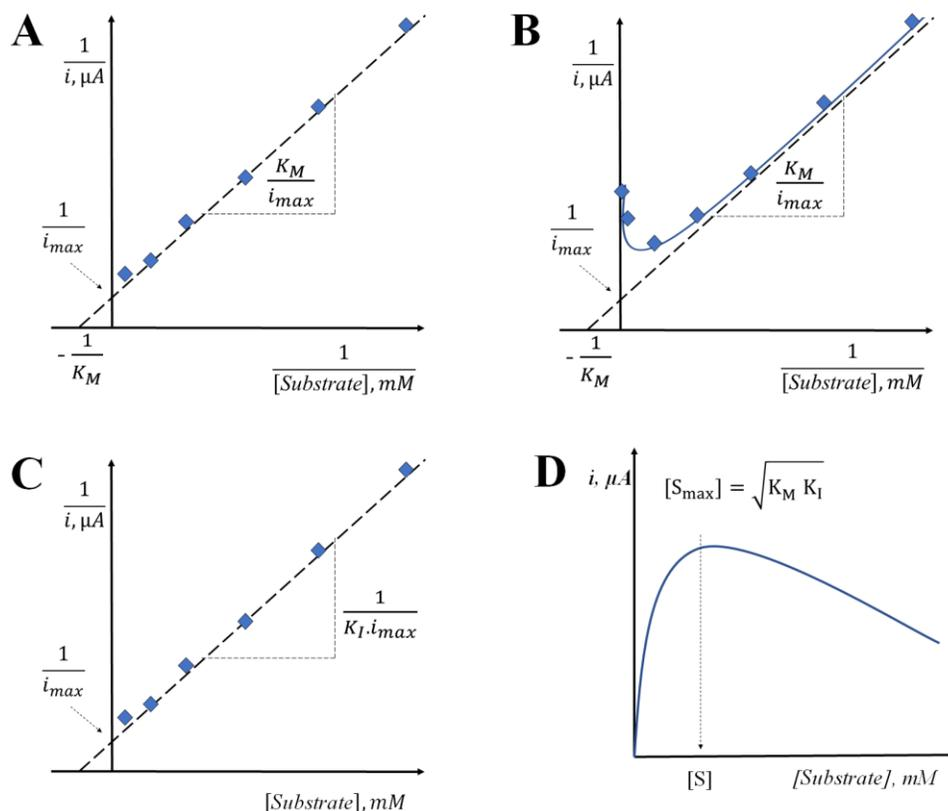 A
1
i, μA
K_M
i_max
1
i_max
- 1
K_M
1
[Substrate], mM
B
1
i, μA
K_M
i_max
1
i_max
- 1
K_M
1
[Substrate], mM
C
1
i, μA
1
K_I.i_max
1
i_max
[Substrate], mM
D
i, μA
[S_max] = √K_M K_I
[S]
[Substrate], mM